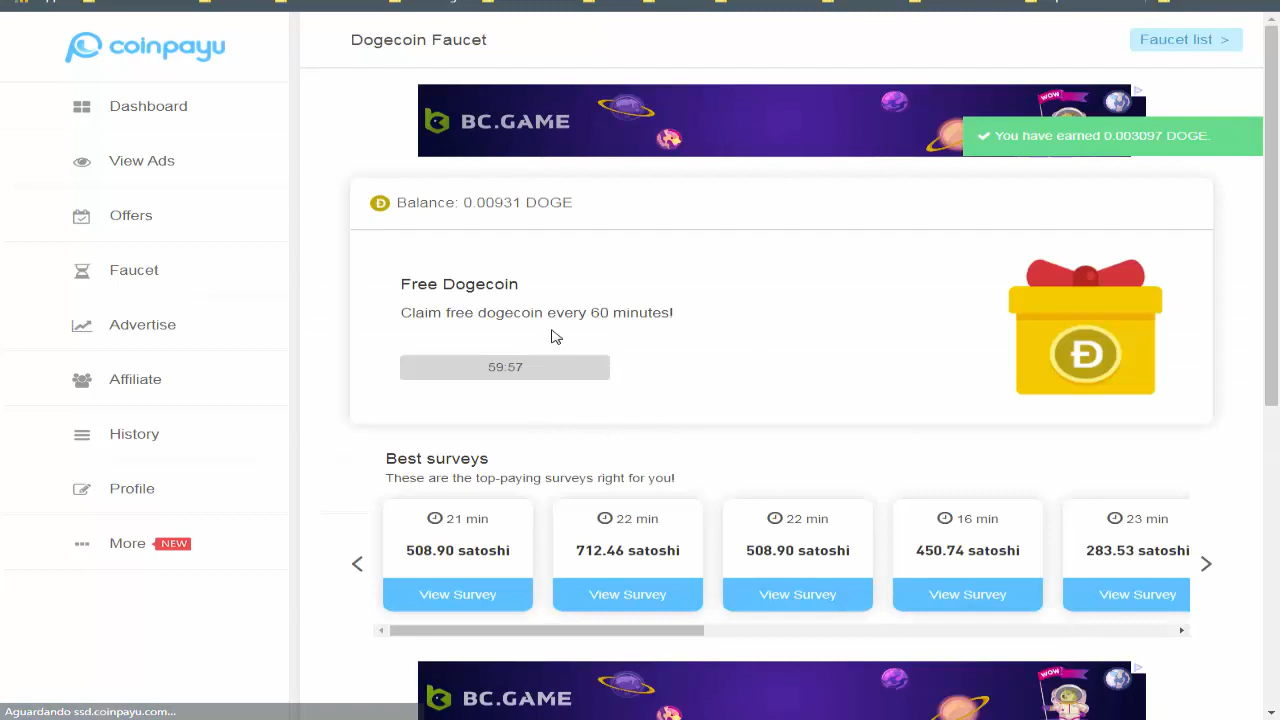 coinpayu
Dogecoin Faucet
Faucet list >
Dashboard
View Ads
Offers
Faucet
Advertise
Affiliate
History
Profile
More NEW
BC.GAME
WOW
You have earned 0.003097 DOGE.
Balance: 0.00931 DOGE
Free Dogecoin
Claim free dogecoin every 60 minutes!
59:57
Best surveys
These are the top-paying surveys right for you!
21 min
508.90 satoshi
View Survey
22 min
712.46 satoshi
View Survey
22 min
508.90 satoshi
View Survey
16 min
450.74 satoshi
View Survey
23 min
283.53 satoshi
View Survey
BC.GAME
WOW
Aguardando ssd.coinpayu.com...